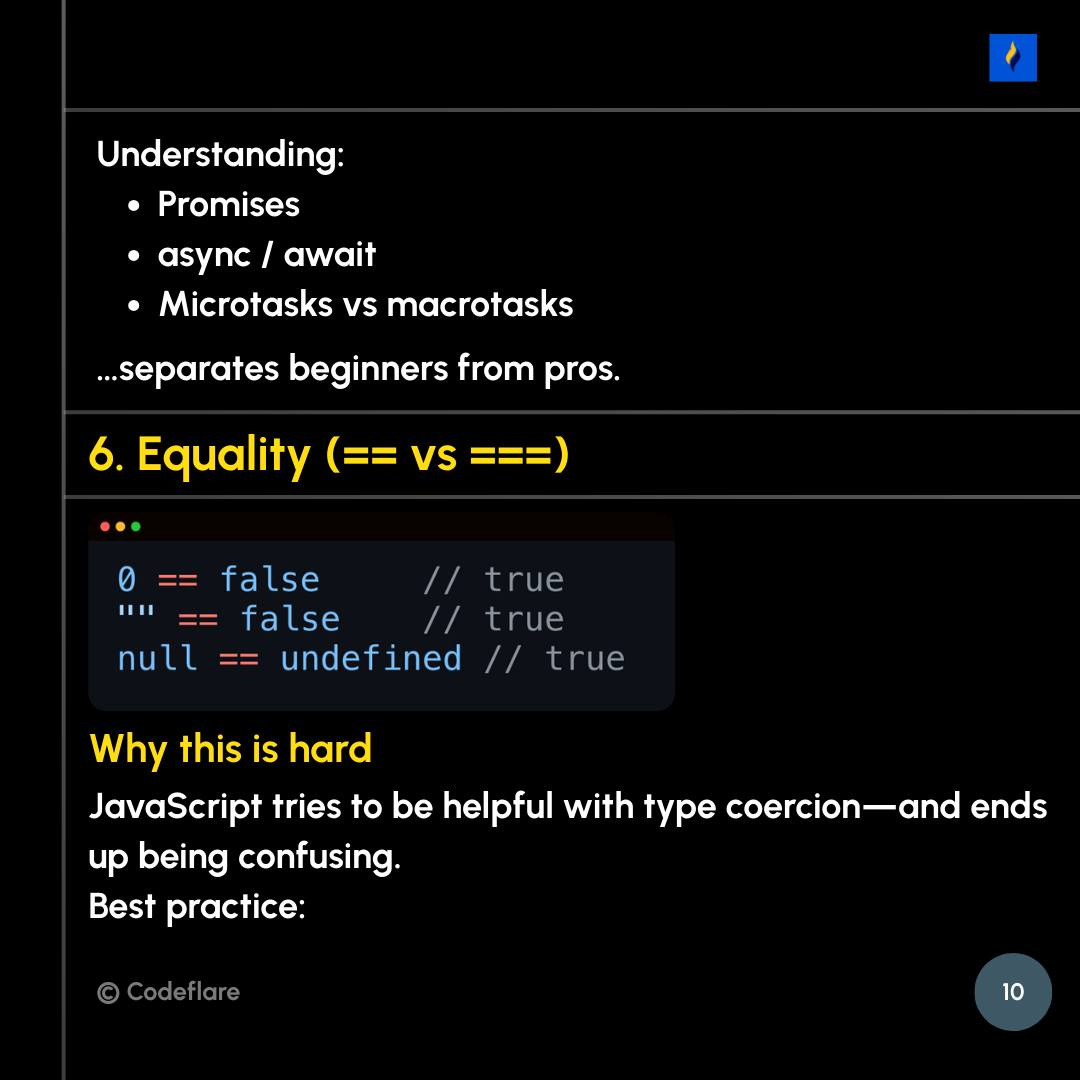 Understanding:
• Promises
• async / await
• Microtasks vs macrotasks
...separates beginners from pros.
6. Equality (== vs ===)
0 == false     // true
"" == false    // true
null == undefined // true
Why this is hard
JavaScript tries to be helpful with type coercion—and ends
up being confusing.
Best practice:
© Codeflare
10